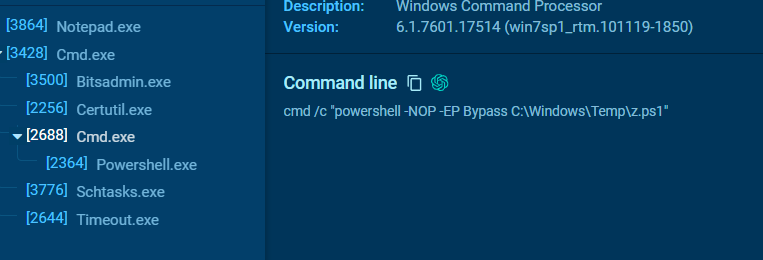 [3864] Notepad.exe
[3428] Cmd.exe
[3500] Bitsadmin.exe
[2256] Certutil.exe
[2688] Cmd.exe
[2364] Powershell.exe
[3776] Schtasks.exe
[2644] Timeout.exe
Description: Windows Command Processor
Version: 6.1.7601.17514 (win7sp1_rtm.101119-1850)
Command line
cmd /c "powershell -NOP -EP Bypass C:\Windows\Temp\z.ps1"